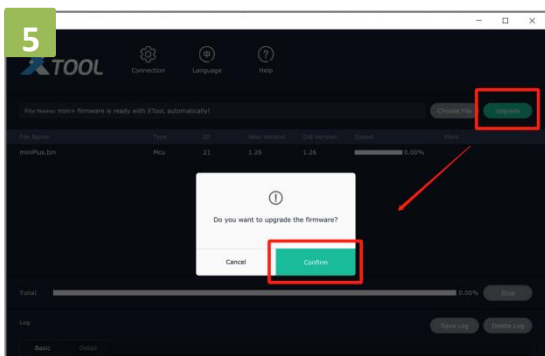 5
XTOOL
Connection
Language
Help
File Name: mini+ firmware is ready with XTool, automatically!
Choose File
Upgrade
File Name Type ID New Version Old Version Speed Mark
miniPlus.bin Mcu 21 1.26 1.26 0.00%
Do you want to upgrade the firmware?
Cancel Confirm
Total 0.00% Stop
Log Save Log Delete Log
Basic Detail